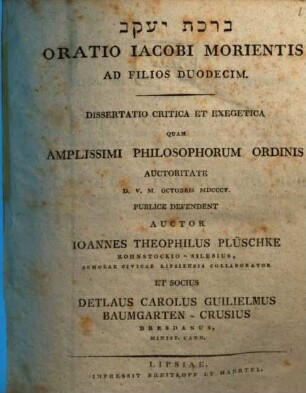 ברכת יעקב
ORATIO IACOBI MORIENTIS
AD FILIOS DUODECIM.
DISSERTATIO CRITICA ET EXEGETICA
QUAM
AMPLISSIMI PHILOSOPHORUM ORDINIS
AUCTORITATE
D. V. M. OCTOBRIS MDCCCV.
PUBLICE DEFENDENT
AUCTOR
IOANNES THEOPHILUS PLÜSCHKE
ROHNSTOCKIO-SILESIUS,
SCHOLAE CIVICAE LIPSIENSIS COLLABORATOR
ET SOCIUS
DETLAUS CAROLUS GUILIELMUS
BAUMGARTEN-CRUSIUS
DRESDANUS,
MINIST. CAND.
LIPSIAE,
IMPRESSIT BREITKOPF ET HAERTEL.